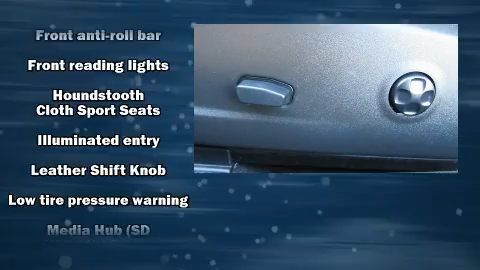 Front anti-roll bar
Front reading lights
Houndstooth
Cloth Sport Seats
Illuminated entry
Leather Shift Knob
Low tire pressure warning
Media Hub (SD